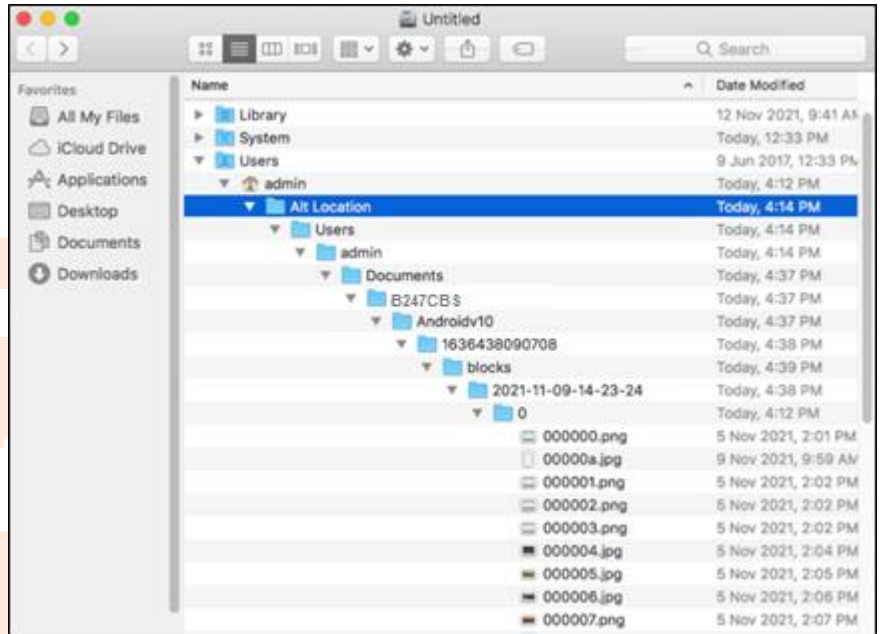 Untitled
Search
Favorites
All My Files
iCloud Drive
Applications
Desktop
Documents
Downloads
Name Date Modified
Library 12 Nov 2021, 9:41 AM
System Today, 12:33 PM
Users 9 Jun 2017, 12:33 PM
admin Today, 4:12 PM
Alt Location Today, 4:14 PM
Users Today, 4:14 PM
admin Today, 4:14 PM
Documents Today, 4:37 PM
B247CBS Today, 4:37 PM
Androidv10 Today, 4:37 PM
1636438090708 Today, 4:38 PM
blocks Today, 4:39 PM
2021-11-09-14-23-24 Today, 4:38 PM
0 Today, 4:12 PM
000000.png 5 Nov 2021, 2:01 PM
00000a.jpg 9 Nov 2021, 9:59 AM
000001.png 5 Nov 2021, 2:02 PM
000002.png 5 Nov 2021, 2:02 PM
000003.png 5 Nov 2021, 2:02 PM
000004.jpg 5 Nov 2021, 2:04 PM
000005.jpg 5 Nov 2021, 2:05 PM
000006.jpg 5 Nov 2021, 2:06 PM
000007.png 5 Nov 2021, 2:07 PM